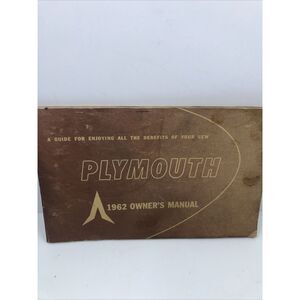 A GUIDE FOR ENJOYING ALL THE BENEFITS OF YOUR NEW
PLYMOUTH
1962 OWNER'S MANUAL